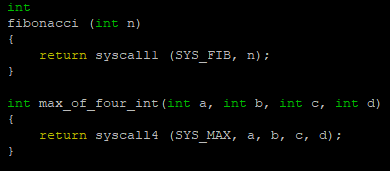 int
fibonacci (int n)
{
    return syscall1 (SYS_FIB, n);
}

int max_of_four_int(int a, int b, int c, int d)
{
    return syscall4 (SYS_MAX, a, b, c, d);
}